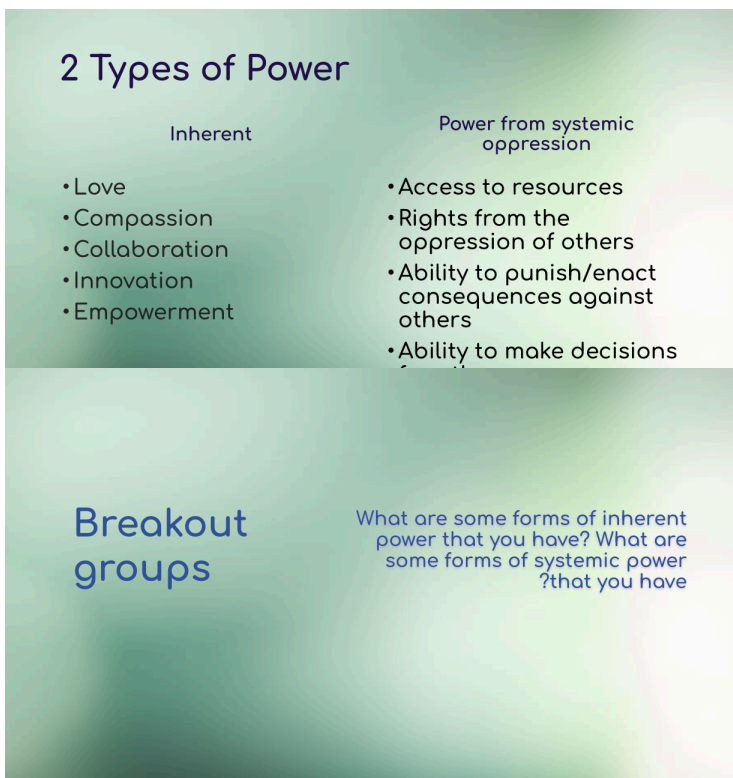 2 Types of Power
Inherent
• Love
• Compassion
• Collaboration
• Innovation
• Empowerment
Power from systemic
oppression
• Access to resources
• Rights from the
oppression of others
• Ability to punish/enact
consequences against
others
• Ability to make decisions
Breakout
groups
What are some forms of inherent
power that you have? What are
some forms of systemic power
?that you have